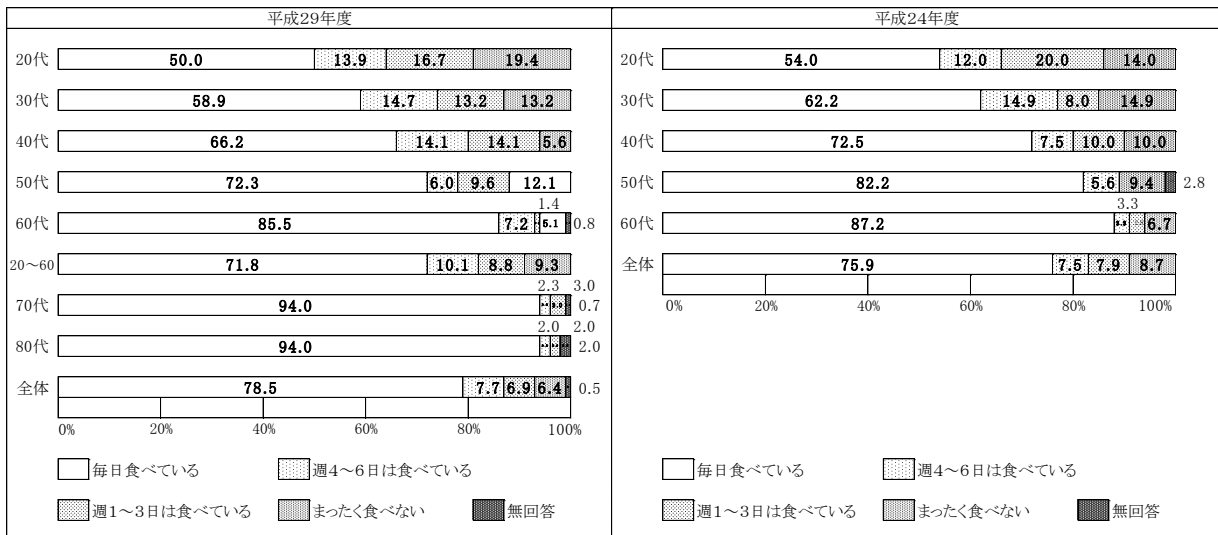 平成29年度
平成24年度
20代 50.0 13.9 16.7 19.4
30代 58.9 14.7 13.2 13.2
40代 66.2 14.1 14.1 5.6
50代 72.3 6.0 9.6 12.1
1.4
60代 85.5 7.2 5.1 0.8
20～60 71.8 10.1 8.8 9.3
2.3 3.0
70代 94.0 0.7
2.0 2.0
80代 94.0 2.0
全体 78.5 7.7 6.9 6.4 0.5
0% 20% 40% 60% 80% 100%
毎日食べている 週4～6日は食べている
週1～3日は食べている まったく食べない 無回答
20代 54.0 12.0 20.0 14.0
30代 62.2 14.9 8.0 14.9
40代 72.5 7.5 10.0 10.0
50代 82.2 5.6 9.4 2.8
3.3
60代 87.2 6.7
全体 75.9 7.5 7.9 8.7
0% 20% 40% 60% 80% 100%
毎日食べている 週4～6日は食べている
週1～3日は食べている まったく食べない 無回答